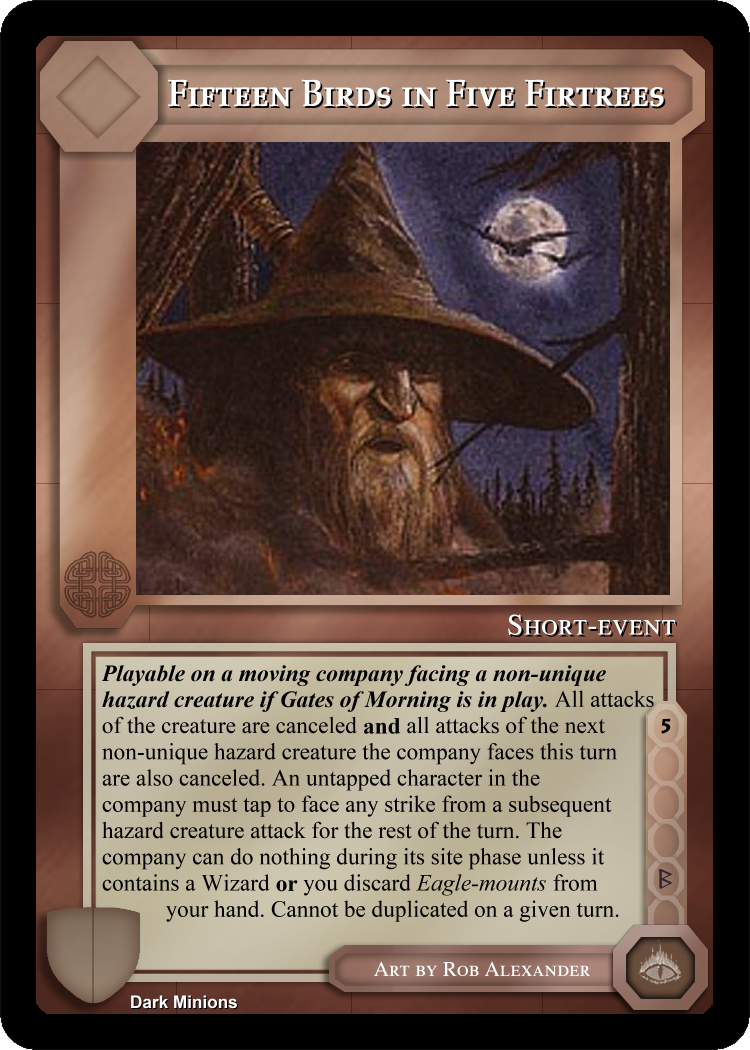 Fifteen Birds in Five Firtrees
Short-event
Playable on a moving company facing a non-unique
hazard creature if Gates of Morning is in play. All attacks
of the creature are canceled and all attacks of the next
non-unique hazard creature the company faces this turn
are also canceled. An untapped character in the
company must tap to face any strike from a subsequent
hazard creature attack for the rest of the turn. The
company can do nothing during its site phase unless it
contains a Wizard or you discard Eagle-mounts from
your hand. Cannot be duplicated on a given turn.
5
ᛒ
Art by Rob Alexander
Dark Minions